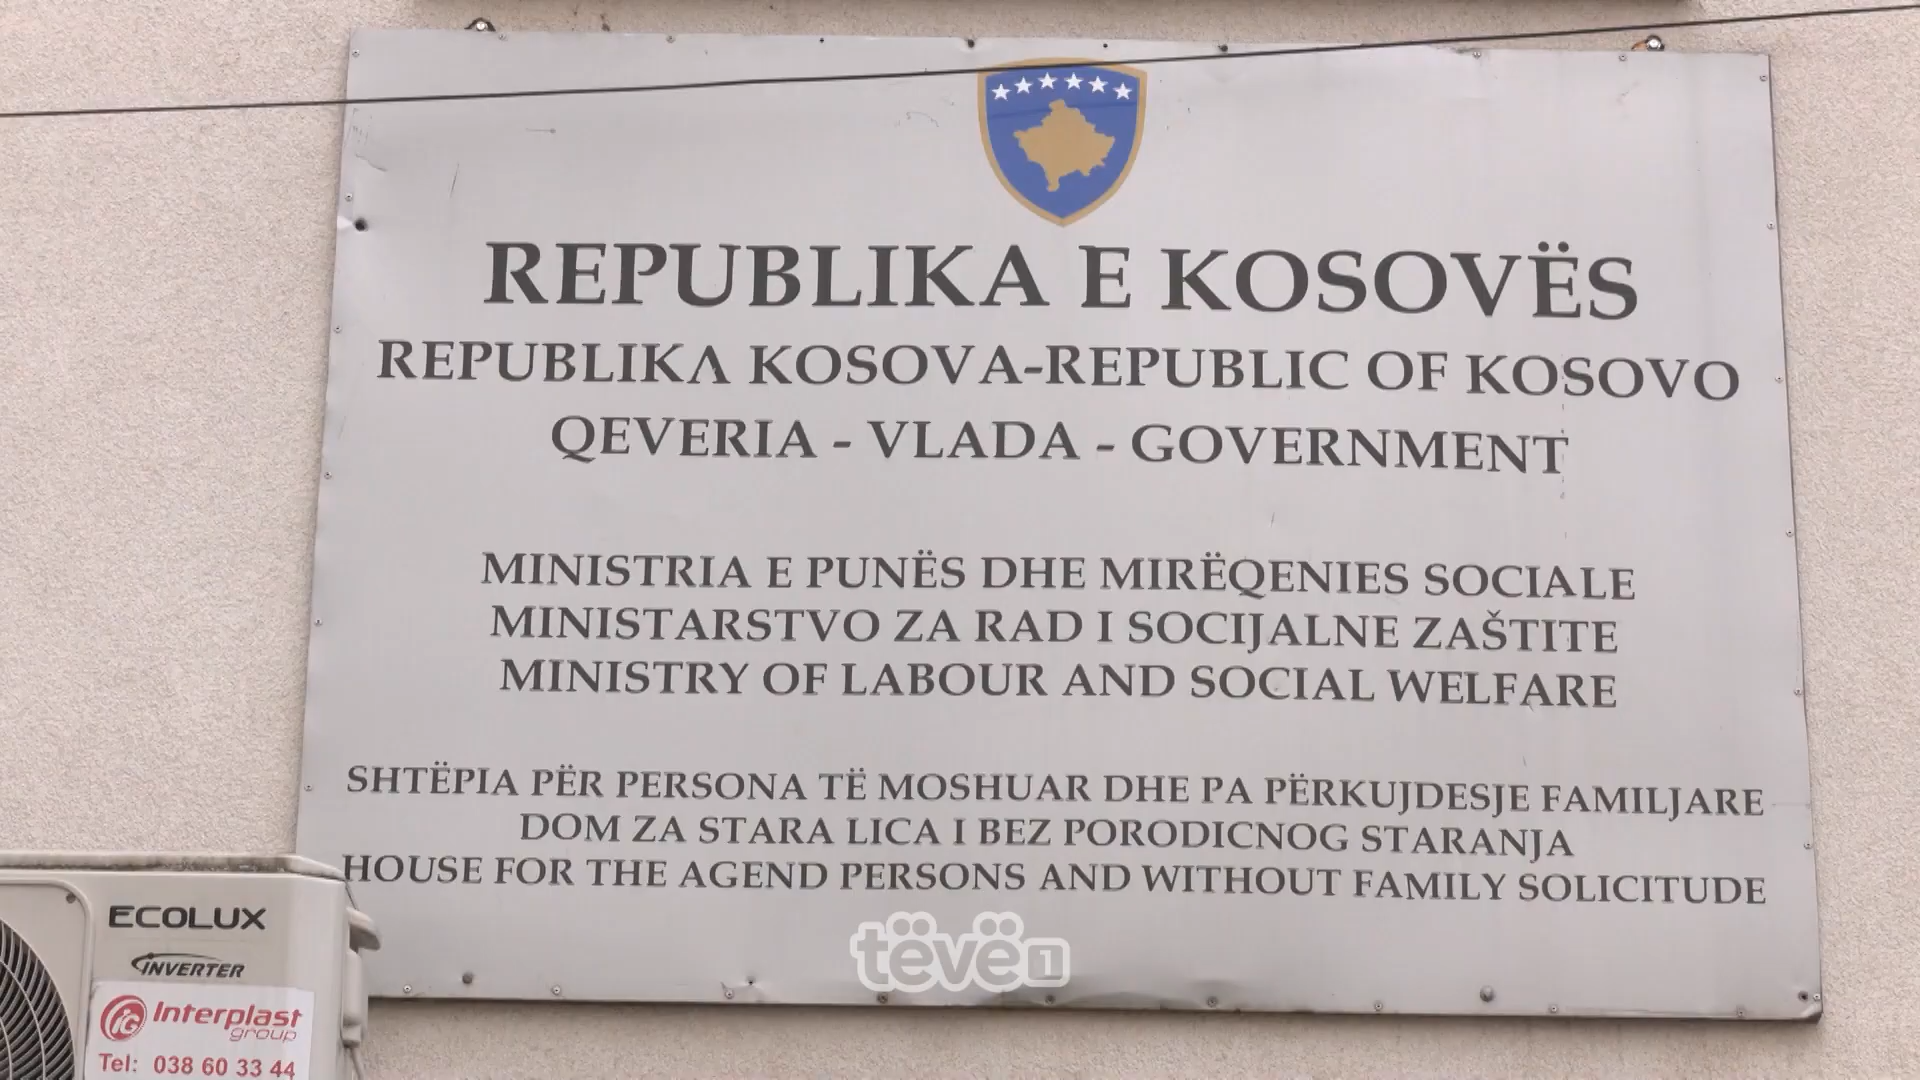 REPUBLIKA E KOSOVËS
REPUBLIKA KOSOVA-REPUBLIC OF KOSOVO
QEVERIA - VLADA - GOVERNMENT
MINISTRIA E PUNËS DHE MIRËQENIES SOCIALE
MINISTARSTVO ZA RAD I SOCIJALNE ZAŠTITE
MINISTRY OF LABOUR AND SOCIAL WELFARE
SHTËPIA PËR PERSONA TË MOSHUAR DHE PA PËRKUJDESJE FAMILJARE
DOM ZA STARA LICA I BEZ PORODICNOG STARANJA
HOUSE FOR THE AGEND PERSONS AND WITHOUT FAMILY SOLICITUDE
tëvë1
ECOLUX
INVERTER
Interplast
group
Tel: 038 60 33 44